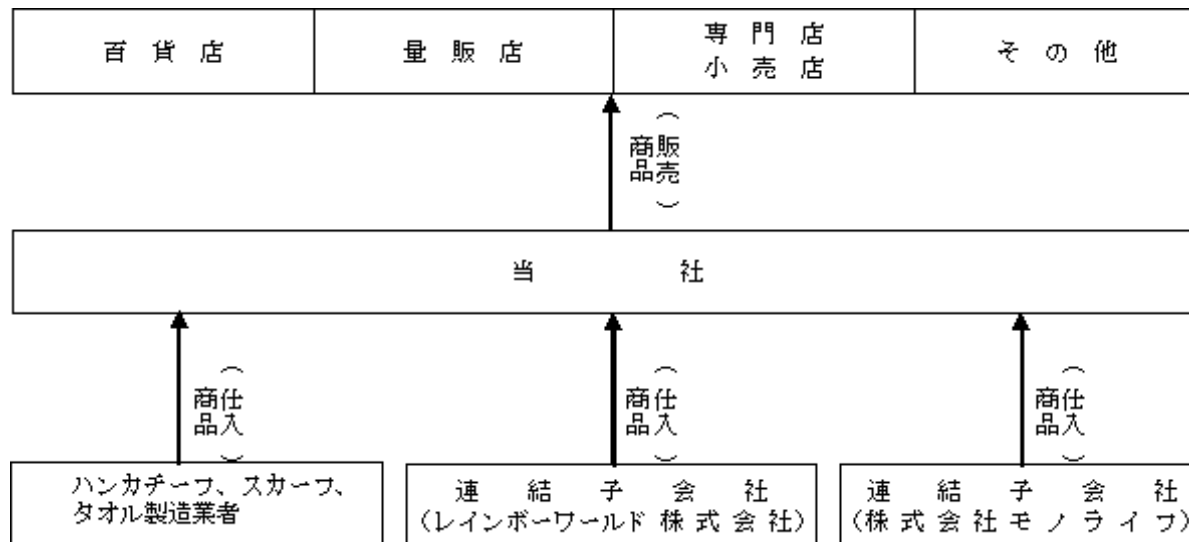 百貨店
量販店
専門店
小売店
その他
商品
(販売)
当社
商品
(仕入)
商品
(仕入)
商品
(仕入)
ハンカチーフ、スカーフ、
タオル製造業者
連結子会社
(レインボーワールド株式会社)
連結子会社
(株式会社モノライフ)